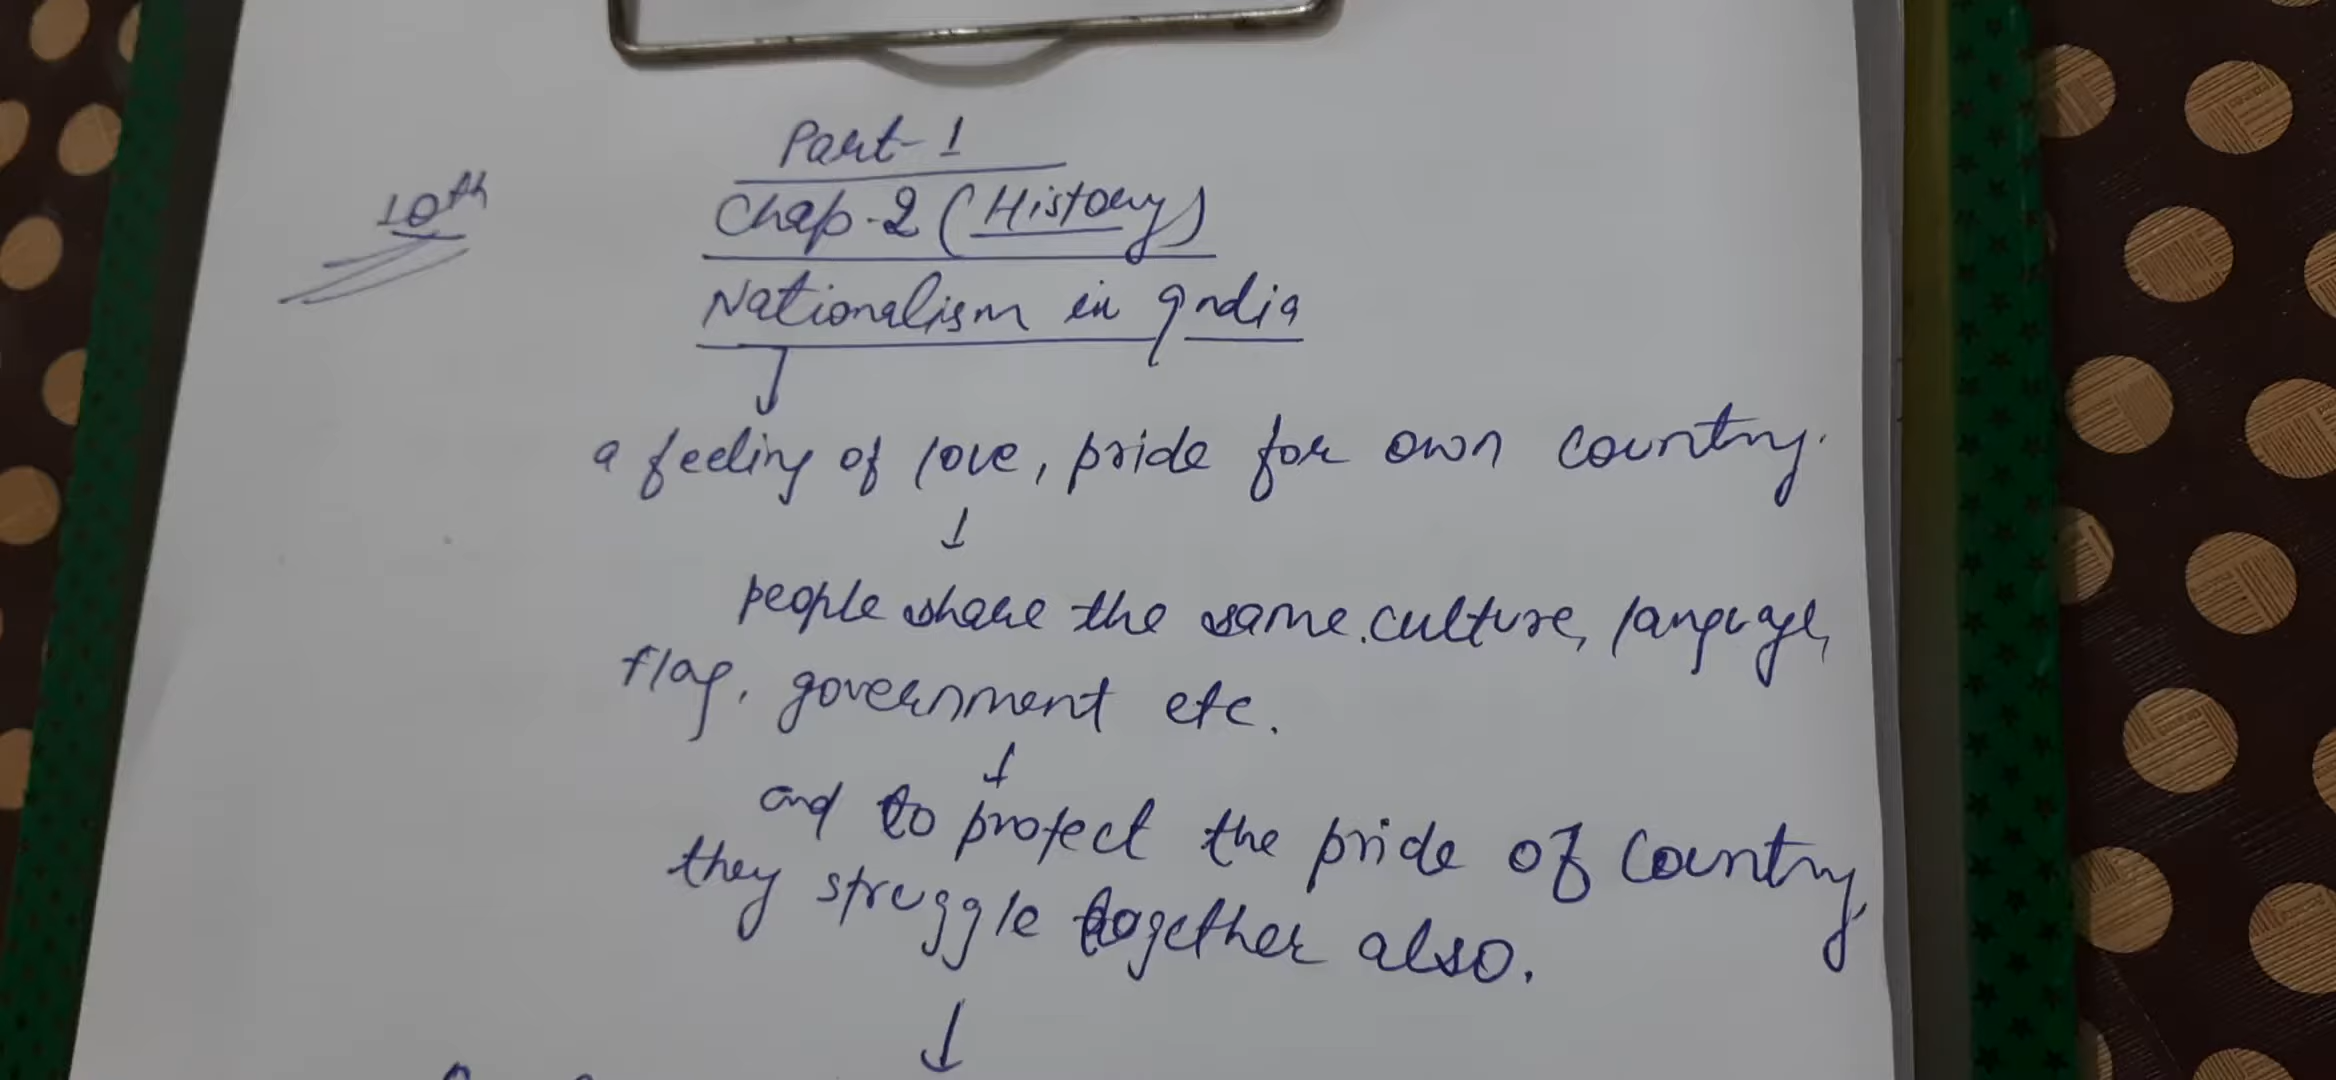 Part-1
10th
Chap-2 (History)
Nationalism in India
a feeling of love, pride for own country.
people share the same culture, language,
flag, government etc.
and to protect the pride of country,
they struggle together also.